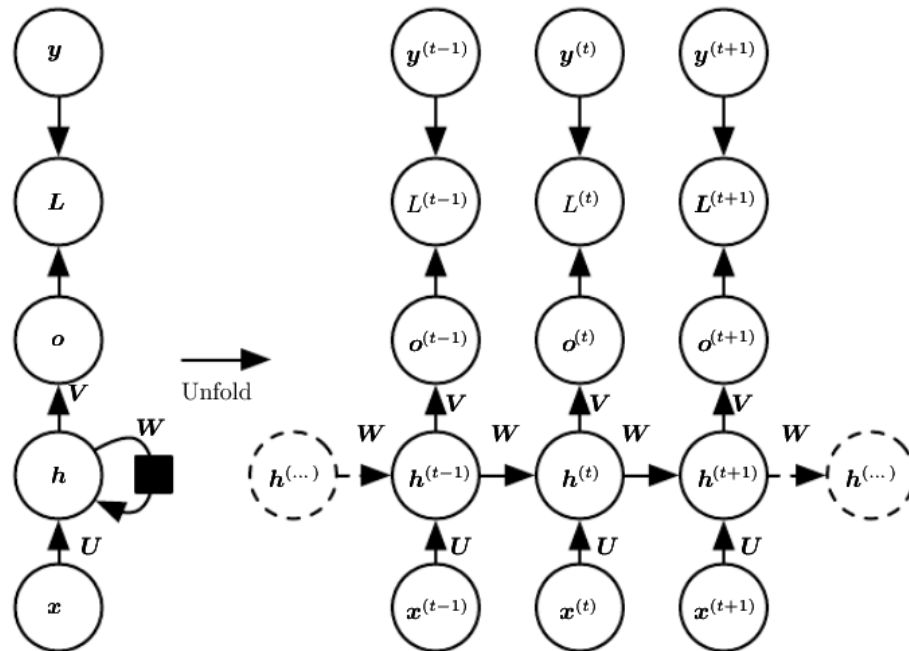 y y^{(t−1)} y^{(t)} y^{(t+1)}
L L^{(t−1)} L^{(t)} L^{(t+1)}
o o^{(t−1)} o^{(t)} o^{(t+1)}
Unfold
V V V V
W W W W W
h h^{(...)} h^{(t−1)} h^{(t)} h^{(t+1)} h^{(...)}
U U U U
x x^{(t−1)} x^{(t)} x^{(t+1)}